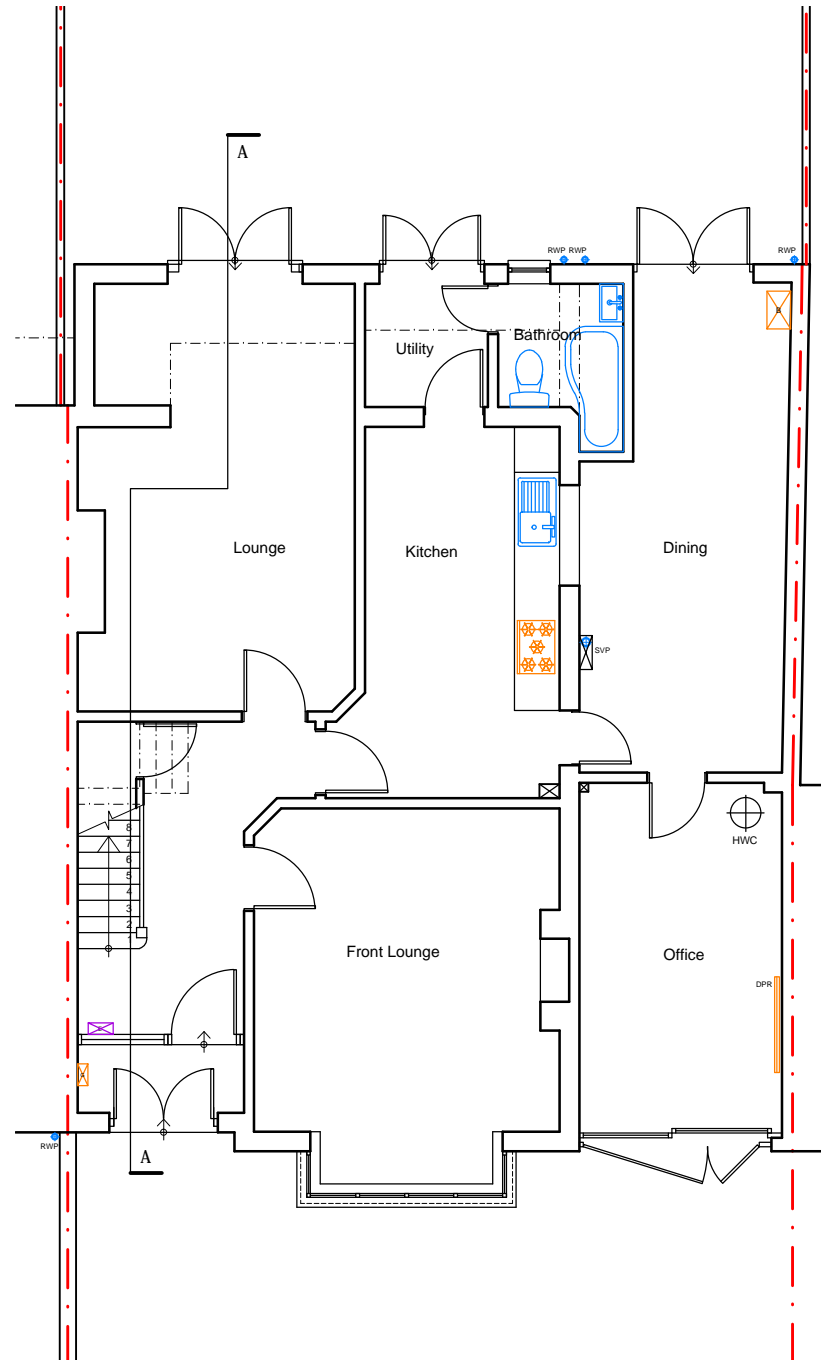 A
RWP RWP
RWP
B
Utility
Bathroom
Lounge
Kitchen
Dining
SVP
HWC
8
7
6
5
4
3
2
1
Front Lounge
Office
DPR
RWP
A